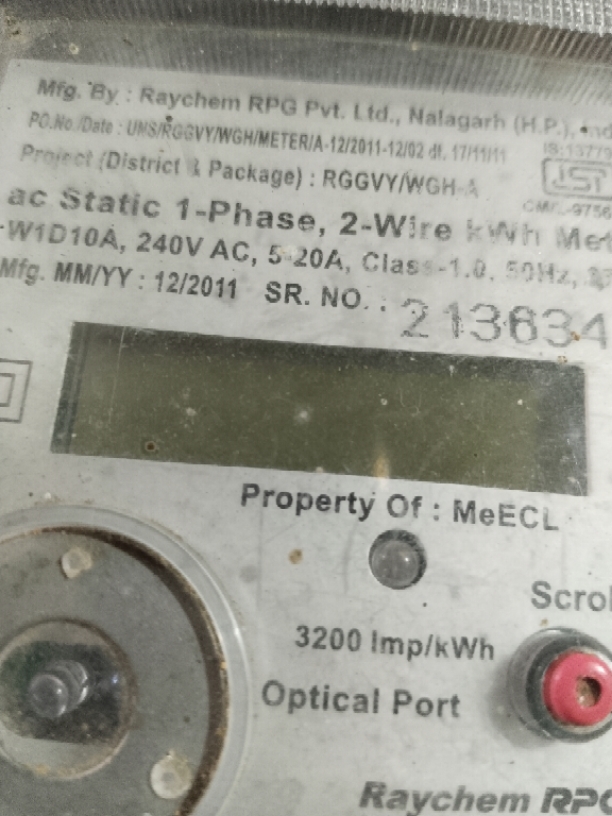 Mfg. By : Raychem RPG Pvt. Ltd., Nalagarh (H.P.), Ind
PO.No./Date : UNS/RGGVY/WGH/METER/A-12/2011-12/02 dt. 17/11/11
Project (District & Package) : RGGVY/WGH-A
ac Static 1-Phase, 2-Wire kWh Met
-W1D10A, 240V AC, 5-20A, Class-1.0, 50Hz,
Mfg. MM/YY : 12/2011 SR. NO. : 213634
Property Of : MeECL
Scrol
3200 Imp/kWh
Optical Port
Raychem RPG